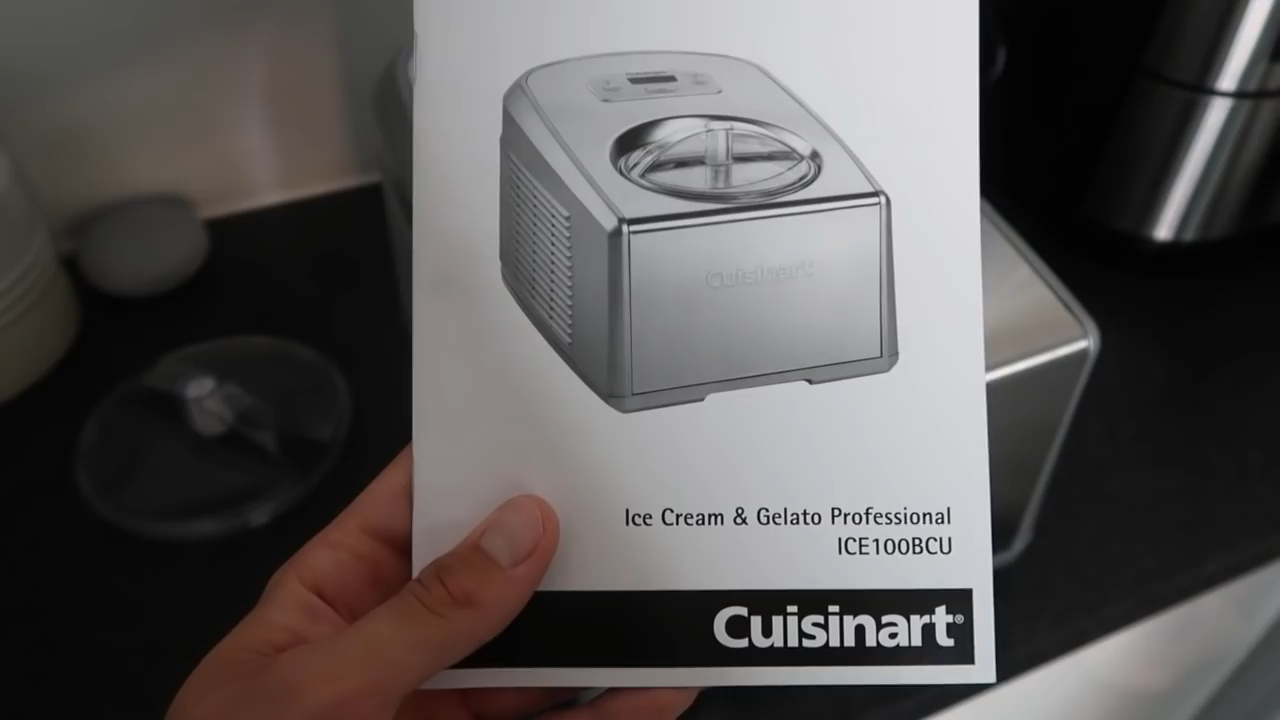 Cuisinart
Ice Cream & Gelato Professional
ICE100BCU
Cuisinart®